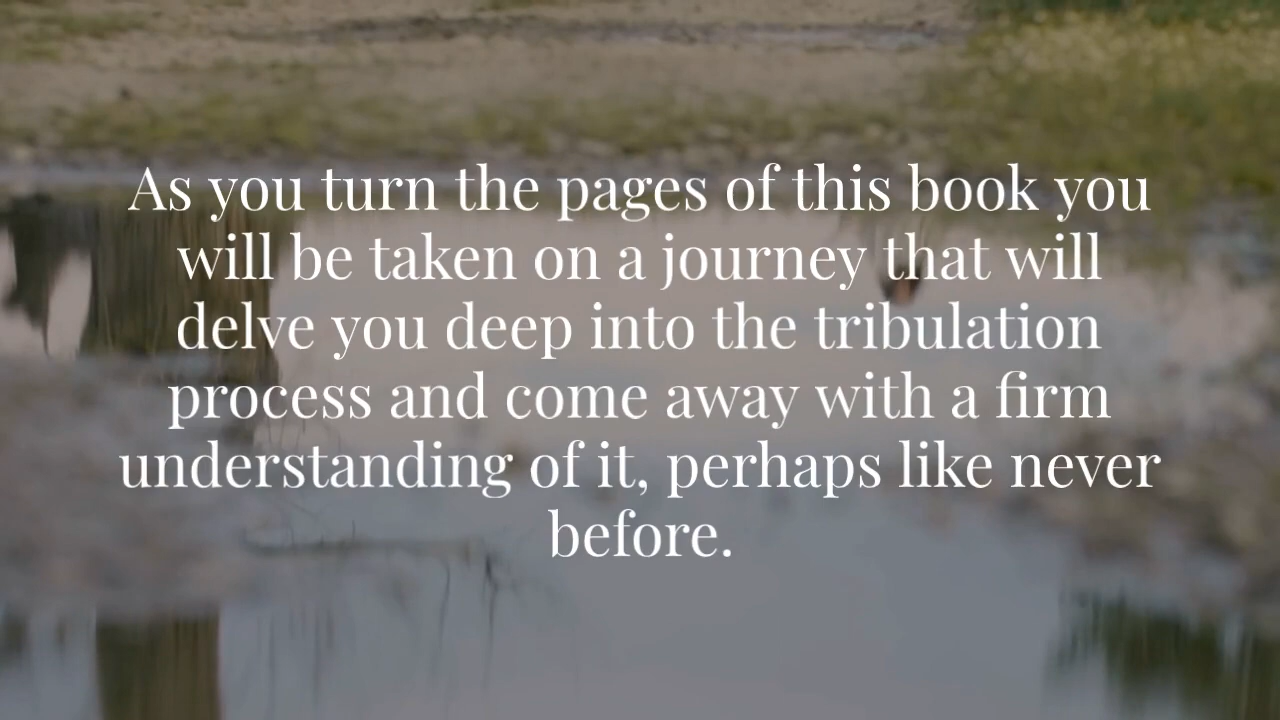 As you turn the pages of this book you
will be taken on a journey that will
delve you deep into the tribulation
process and come away with a firm
understanding of it, perhaps like never
before.